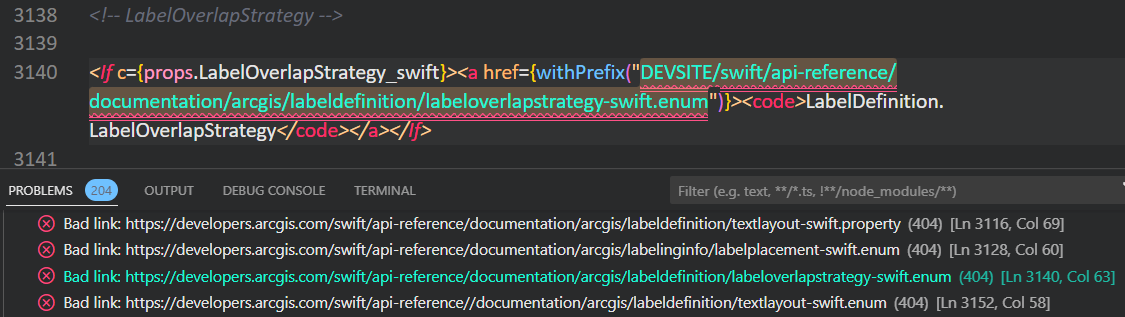 3138 <!-- LabelOverlapStrategy -->
3139
3140 <If c={props.LabelOverlapStrategy_swift}><a href={withPrefix("DEVSITE/swift/api-reference/
documentation/arcgis/labeldefinition/labeloverlapstrategy-swift.enum")}><code>LabelDefinition.
LabelOverlapStrategy</code></a></If>
3141
PROBLEMS 204 OUTPUT DEBUG CONSOLE TERMINAL Filter (e.g. text, **/*.ts, !**/node_modules/**)
Bad link: https://developers.arcgis.com/swift/api-reference/documentation/arcgis/labeldefinition/textlayout-swift.property (404) [Ln 3116, Col 69]
Bad link: https://developers.arcgis.com/swift/api-reference/documentation/arcgis/labelinginfo/labelplacement-swift.enum (404) [Ln 3128, Col 60]
Bad link: https://developers.arcgis.com/swift/api-reference/documentation/arcgis/labeldefinition/labeloverlapstrategy-swift.enum (404) [Ln 3140, Col 63]
Bad link: https://developers.arcgis.com/swift/api-reference//documentation/arcgis/labeldefinition/textlayout-swift.enum (404) [Ln 3152, Col 58]